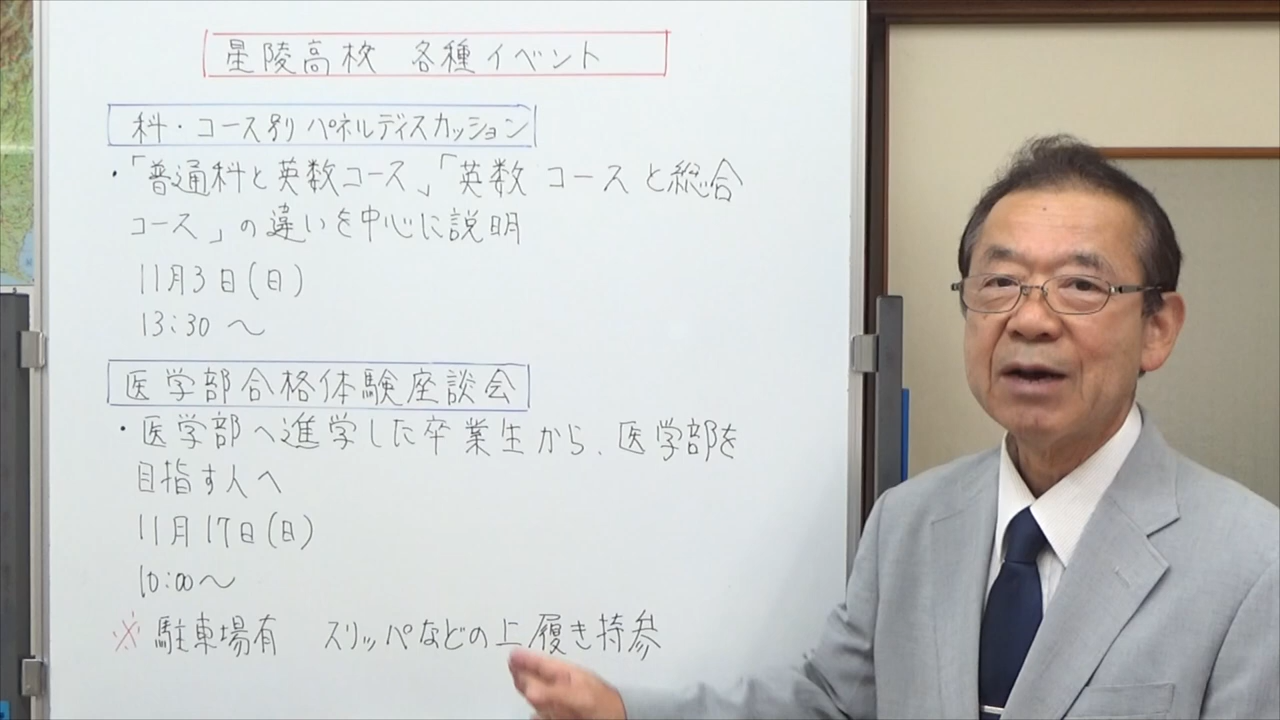 星陵高校 各種イベント
科・コース別パネルディスカッション
・「普通科と英数コース」「英数コースと総合
コース」の違いを中心に説明
11月3日(日)
13:30〜
医学部合格体験座談会
・医学部へ進学した卒業生から、医学部を
目指す人へ
11月17日(日)
10:00〜
※駐車場有 スリッパなどの上履き持参